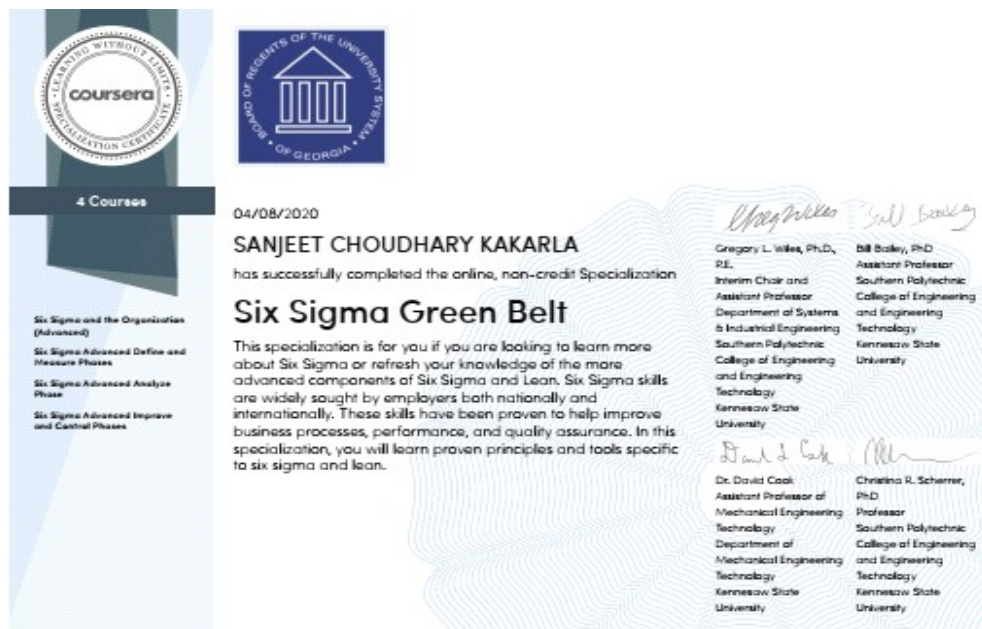 LEARNING WITHOUT LIMITS
coursera
SPECIALIZATION CERTIFICATE
BOARD OF REGENTS OF THE UNIVERSITY SYSTEM
OF GEORGIA
4 Courses
Six Sigma and the Organization
(Advanced)
Six Sigma Advanced Define and
Measure Phases
Six Sigma Advanced Analyze
Phase
Six Sigma Advanced Improve
and Control Phases
04/08/2020
SANJEET CHOUDHARY KAKARLA
has successfully completed the online, non-credit Specialization
Six Sigma Green Belt
This specialization is for you if you are looking to learn more
about Six Sigma or refresh your knowledge of the more
advanced components of Six Sigma and Lean. Six Sigma skills
are widely sought by employers both nationally and
internationally. These skills have been proven to help improve
business processes, performance, and quality assurance. In this
specialization, you will learn proven principles and tools specific
to six sigma and lean.
Gregory L. Wiles, Ph.D.,
P.E.
Interim Chair and
Assistant Professor
Department of Systems
& Industrial Engineering
Southern Polytechnic
College of Engineering
and Engineering
Technology
Kennesaw State
University
Bill Bailey, PhD
Assistant Professor
Southern Polytechnic
College of Engineering
and Engineering
Technology
Kennesaw State
University
David L Cook
Dr. David Cook
Assistant Professor of
Mechanical Engineering
Technology
Department of
Mechanical Engineering
Technology
Kennesaw State
University
Christina R. Scherrer,
PhD
Professor
Southern Polytechnic
College of Engineering
and Engineering
Technology
Kennesaw State
University